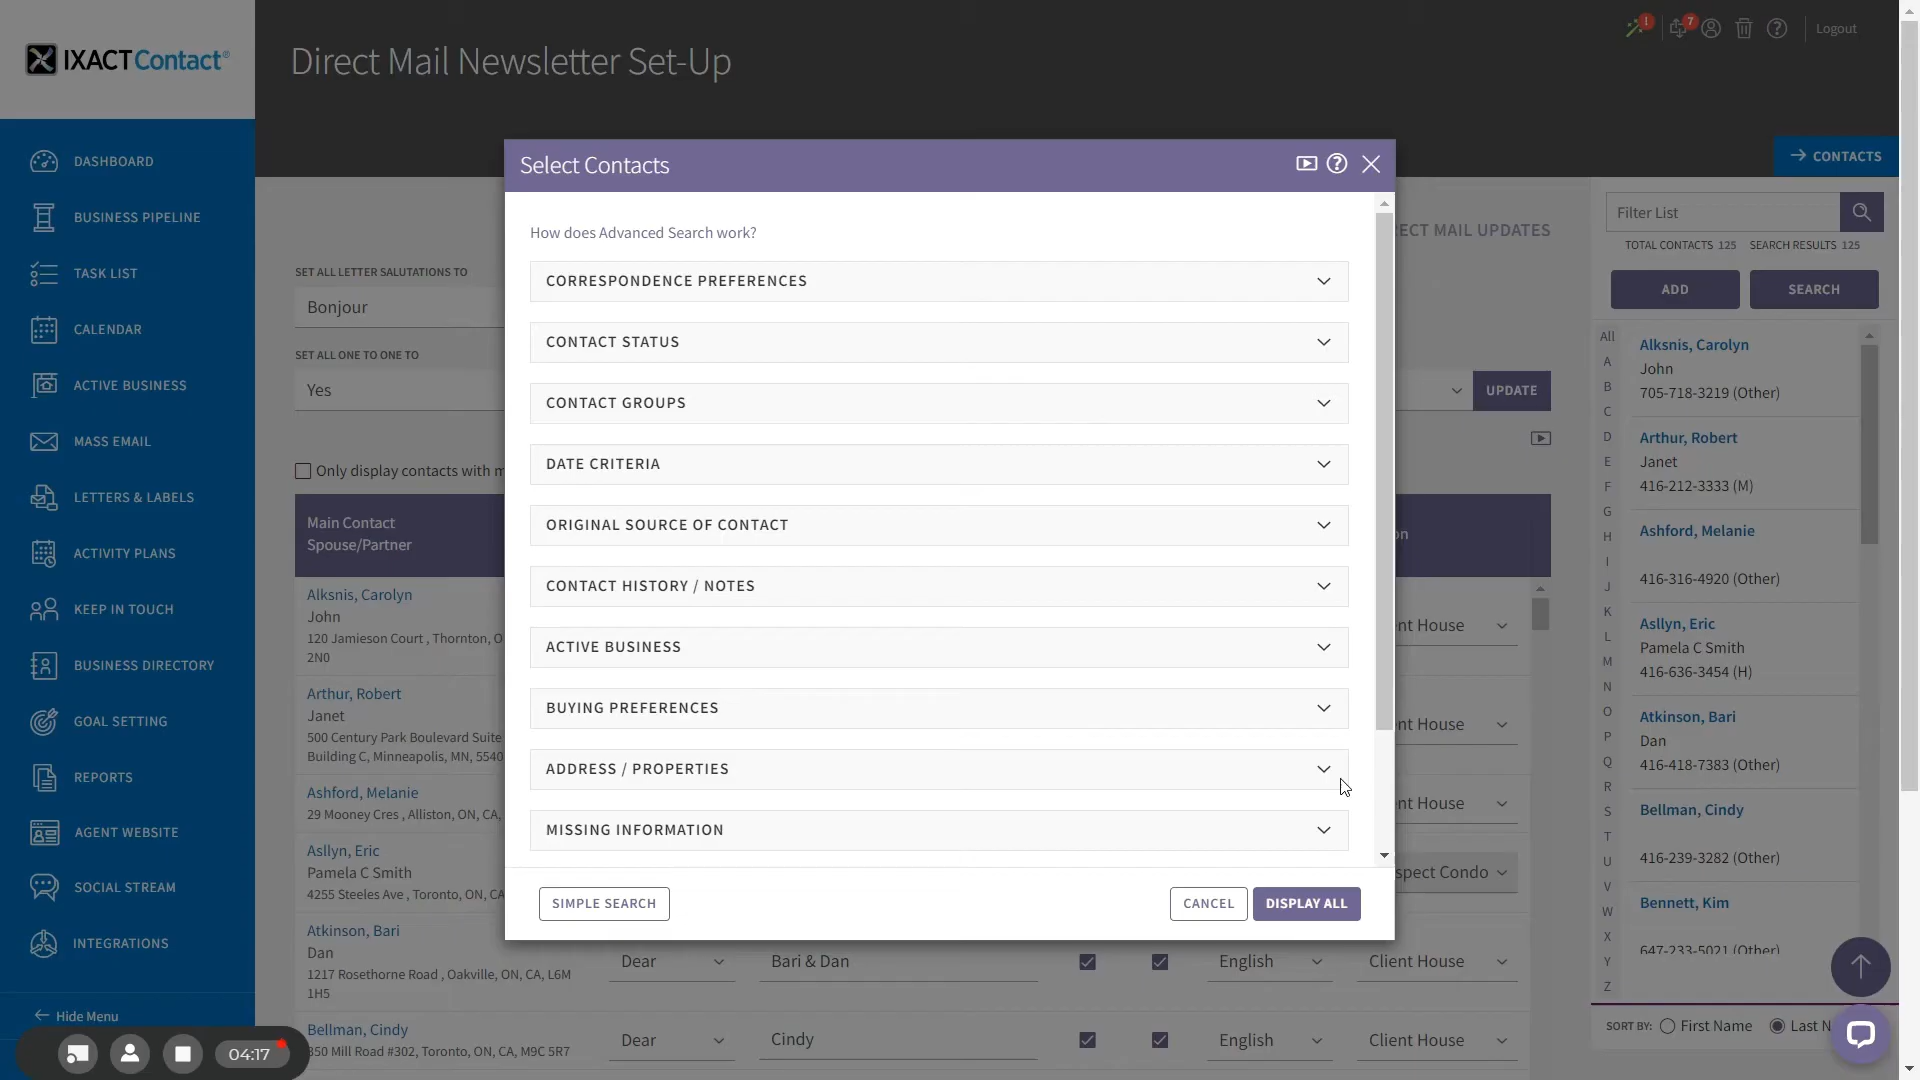 IXACTContact®
Direct Mail Newsletter Set-Up
!
7
Logout
DASHBOARD
BUSINESS PIPELINE
TASK LIST
CALENDAR
ACTIVE BUSINESS
MASS EMAIL
LETTERS & LABELS
ACTIVITY PLANS
KEEP IN TOUCH
BUSINESS DIRECTORY
GOAL SETTING
REPORTS
AGENT WEBSITE
SOCIAL STREAM
INTEGRATIONS
Hide Menu
04:17
SET ALL LETTER SALUTATIONS TO
Bonjour
SET ALL ONE TO ONE TO
Yes
Only display contacts with
Main Contact
Spouse/Partner
Alksnis, Carolyn
John
120 Jamieson Court , Thornton, O
2N0
Arthur, Robert
Janet
500 Century Park Boulevard Suite
Building C, Minneapolis, MN, 5540
Ashford, Melanie
29 Mooney Cres , Alliston, ON, CA,
Asllyn, Eric
Pamela C Smith
4255 Steeles Ave , Toronto, ON, CA
Atkinson, Bari
Dan
1217 Rosethorne Road , Oakville, ON, CA, L6M
1H5
Dear Bari & Dan English Client House
Bellman, Cindy
350 Mill Road #302, Toronto, ON, CA, M9C 5R7
Dear Cindy English Client House
Select Contacts
How does Advanced Search work?
CORRESPONDENCE PREFERENCES
CONTACT STATUS
CONTACT GROUPS
DATE CRITERIA
ORIGINAL SOURCE OF CONTACT
CONTACT HISTORY / NOTES
ACTIVE BUSINESS
BUYING PREFERENCES
ADDRESS / PROPERTIES
MISSING INFORMATION
SIMPLE SEARCH
CANCEL
DISPLAY ALL
ECT MAIL UPDATES
UPDATE
on
nt House
nt House
nt House
spect Condo
CONTACTS
Filter List
TOTAL CONTACTS 125 SEARCH RESULTS 125
ADD
SEARCH
All
A
B
C
D
E
F
G
H
I
J
K
L
M
N
O
P
Q
R
S
T
U
V
W
X
Y
Z
Alksnis, Carolyn
John
705-718-3219 (Other)
Arthur, Robert
Janet
416-212-3333 (M)
Ashford, Melanie
416-316-4920 (Other)
Asllyn, Eric
Pamela C Smith
416-636-3454 (H)
Atkinson, Bari
Dan
416-418-7383 (Other)
Bellman, Cindy
416-239-3282 (Other)
Bennett, Kim
647-233-5021 (Other)
SORT BY: First Name Last N